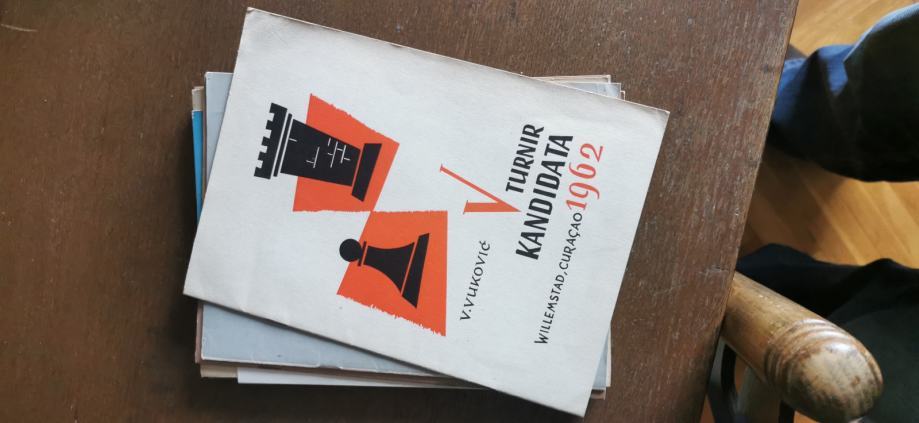 V. VUKOVIĆ
V TURNIR
KANDIDATA
1962
WILLEMSTAD, CURAÇAO